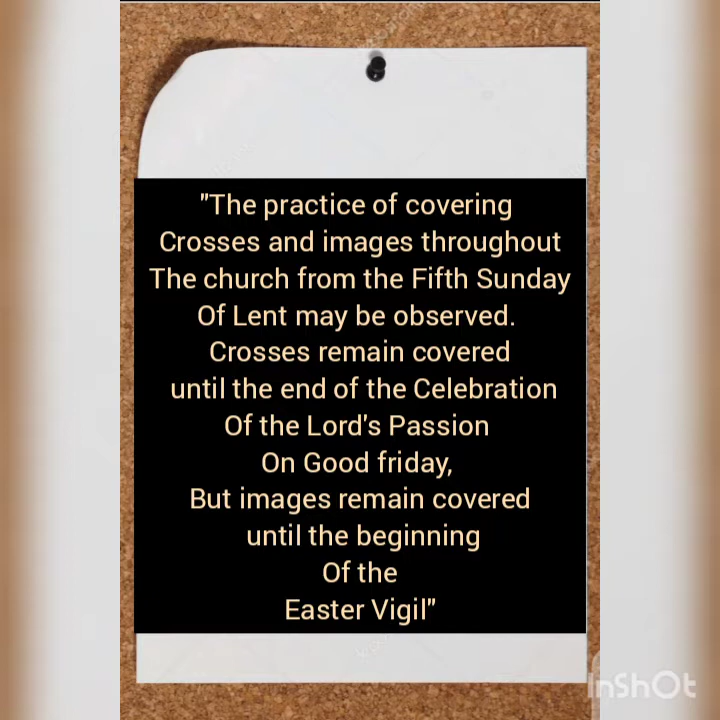 "The practice of covering
Crosses and images throughout
The church from the Fifth Sunday
Of Lent may be observed.
Crosses remain covered
until the end of the Celebration
Of the Lord's Passion
On Good friday,
But images remain covered
until the beginning
Of the
Easter Vigil"
InShOt